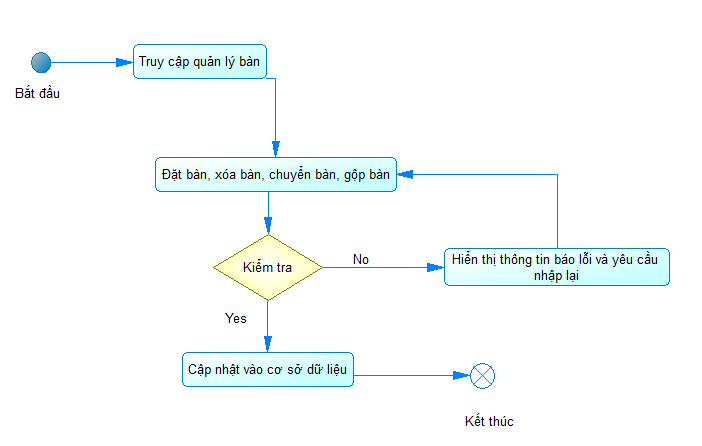 Truy cập quản lý bàn
Bắt đầu
Đặt bàn, xóa bàn, chuyển bàn, gộp bàn
Kiểm tra
No
Hiển thị thông tin báo lỗi và yêu cầu
nhập lại
Yes
Cập nhật vào cơ sở dữ liệu
Kết thúc